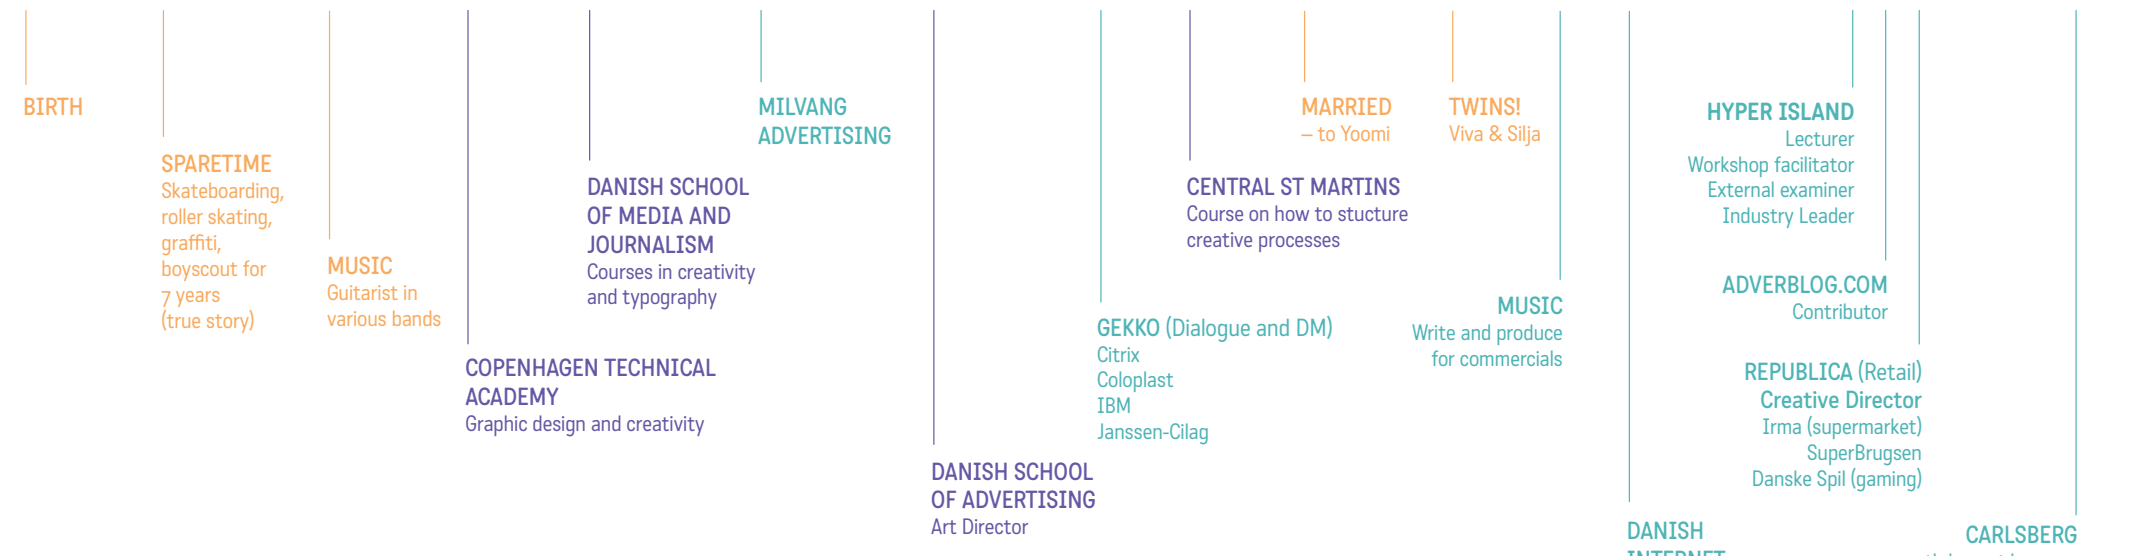 BIRTH
SPARETIME
Skateboarding,
roller skating,
graffiti,
boyscout for
7 years
(true story)
MUSIC
Guitarist in
various bands
COPENHAGEN TECHNICAL
ACADEMY
Graphic design and creativity
DANISH SCHOOL
OF MEDIA AND
JOURNALISM
Courses in creativity
and typography
MILVANG
ADVERTISING
DANISH SCHOOL
OF ADVERTISING
Art Director
GEKKO (Dialogue and DM)
Citrix
Coloplast
IBM
Janssen-Cilag
CENTRAL ST MARTINS
Course on how to stucture
creative processes
MARRIED
– to Yoomi
TWINS!
Viva & Silja
MUSIC
Write and produce
for commercials
DANISH
INTERNET
HYPER ISLAND
Lecturer
Workshop facilitator
External examiner
Industry Leader
ADVERBLOG.COM
Contributor
REPUBLICA (Retail)
Creative Director
Irma (supermarket)
SuperBrugsen
Danske Spil (gaming)
CARLSBERG